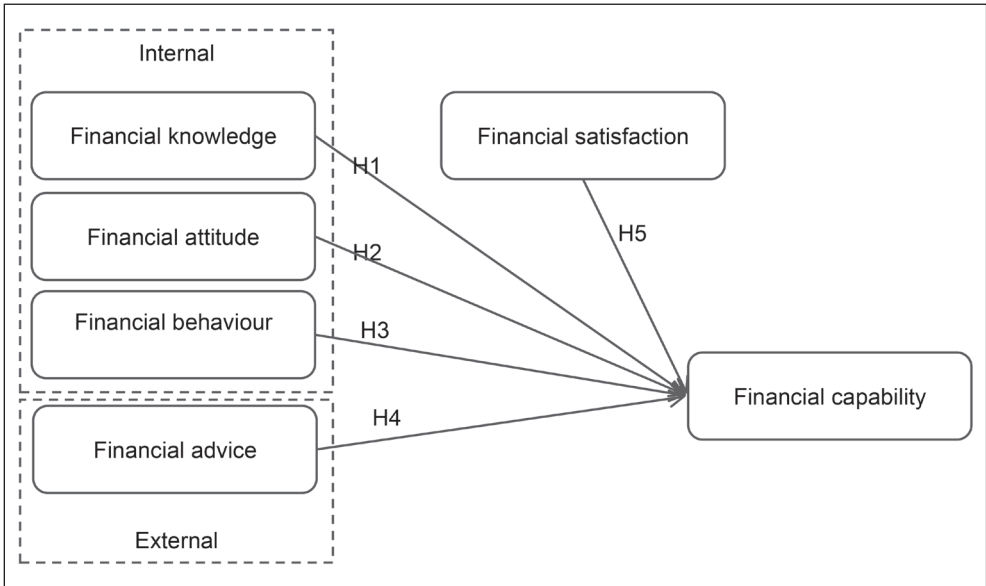 Internal
Financial knowledge
Financial satisfaction
H1
Financial attitude
H2
H5
Financial behaviour
H3
Financial capability
H4
Financial advice
External